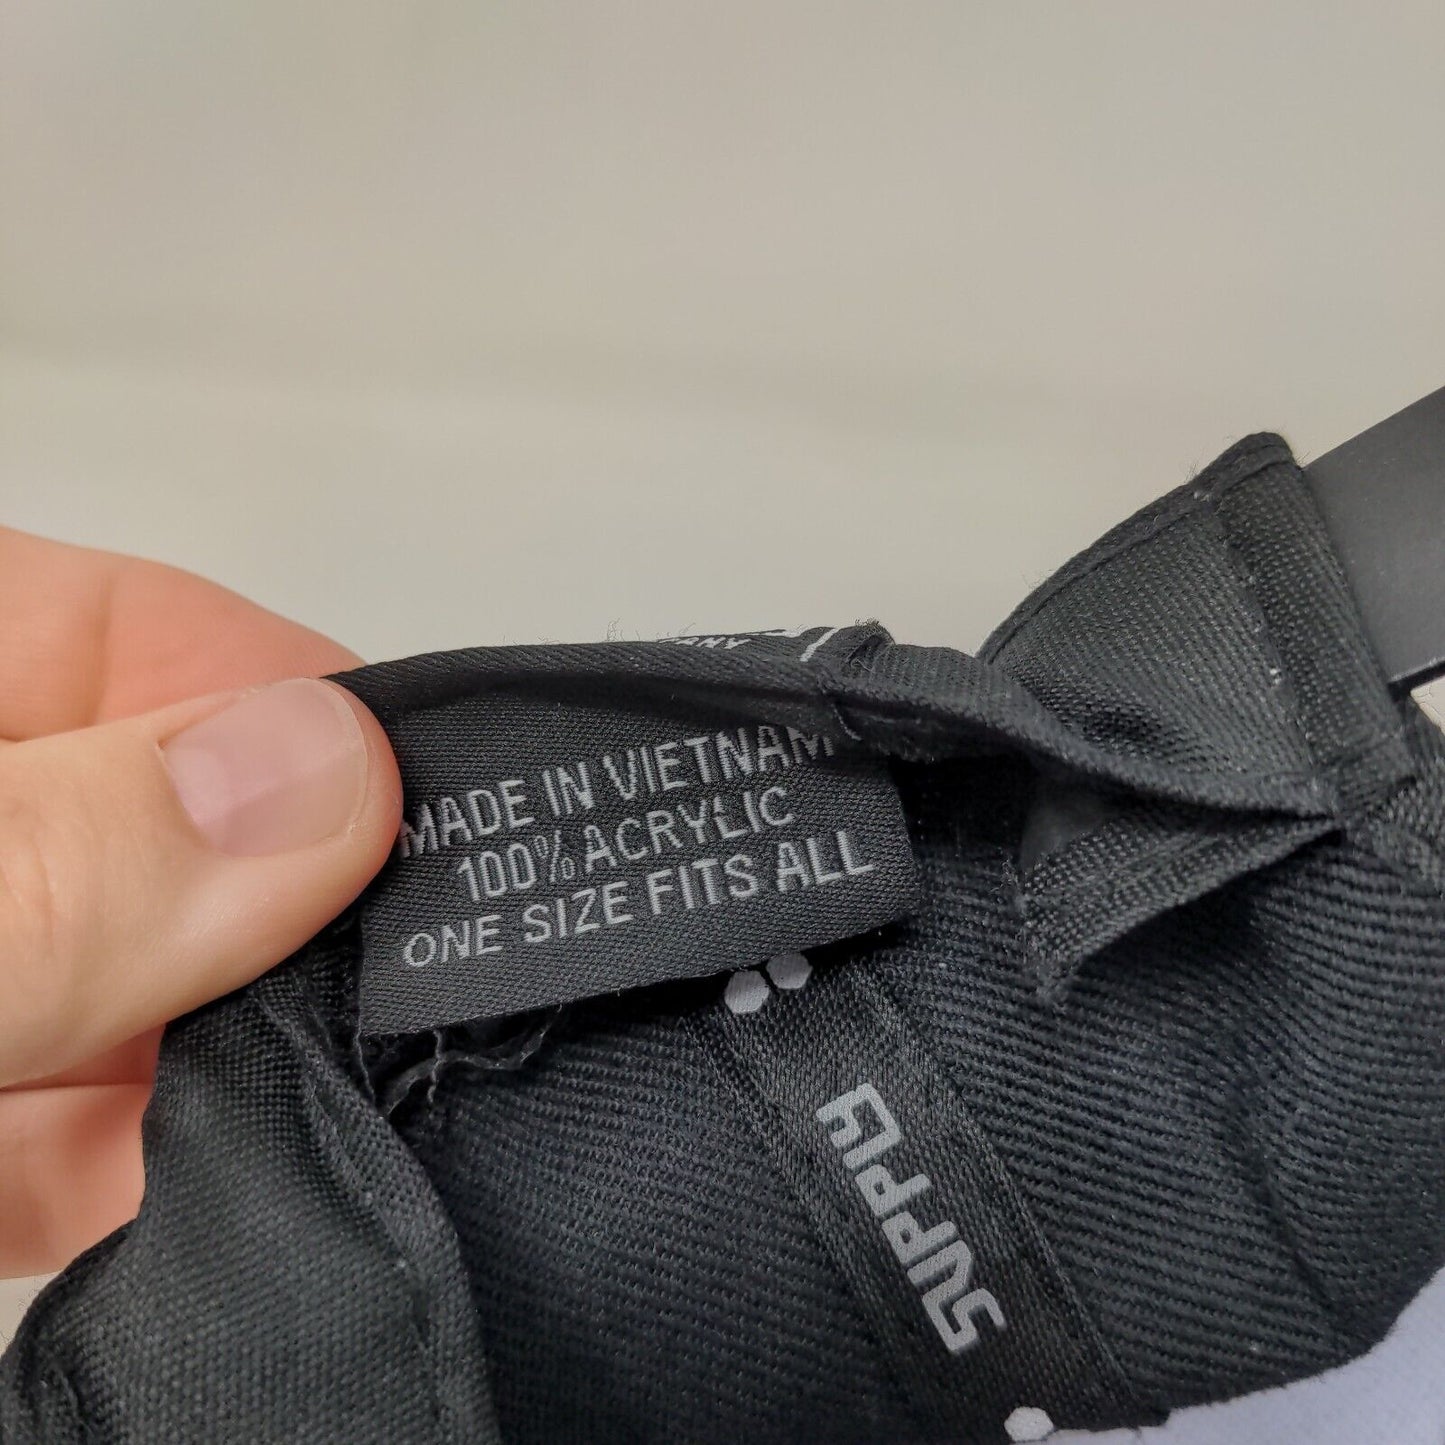 MADE IN VIETNAM
100% ACRYLIC
ONE SIZE FITS ALL
SUPPLY